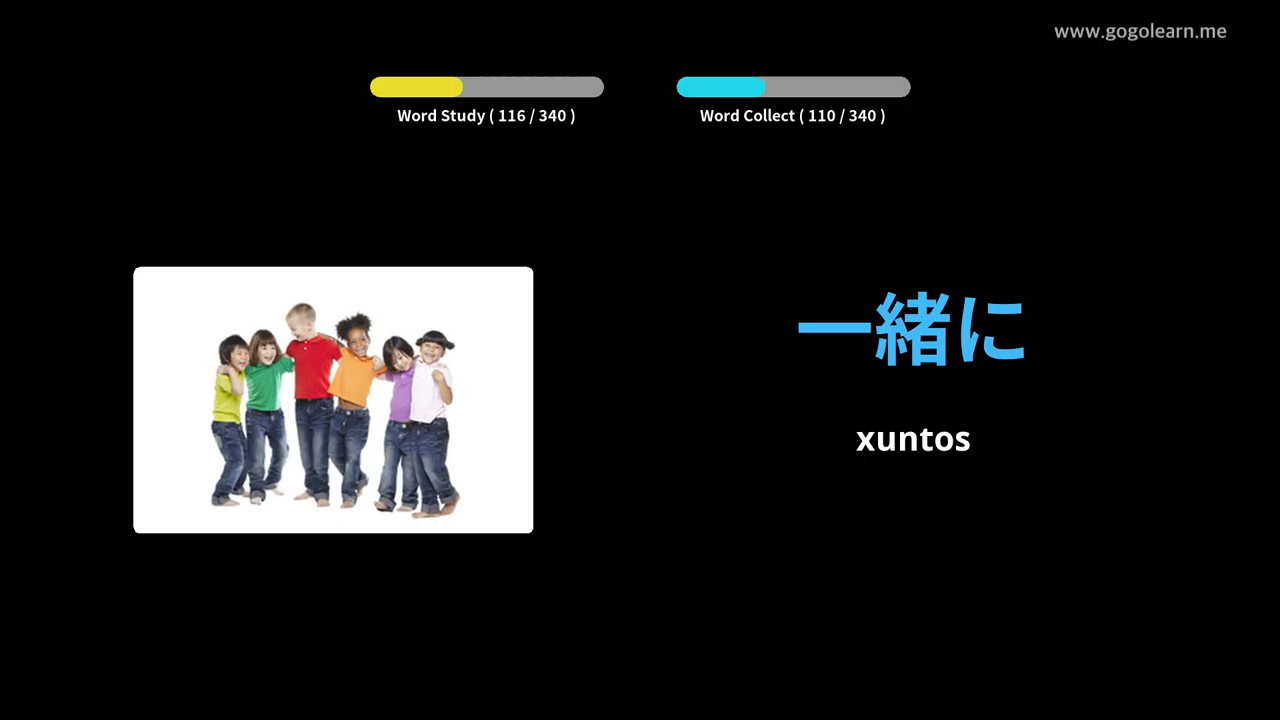 www.gogolearn.me
Word Study ( 116 / 340 )
Word Collect ( 110 / 340 )
一緒に
xuntos